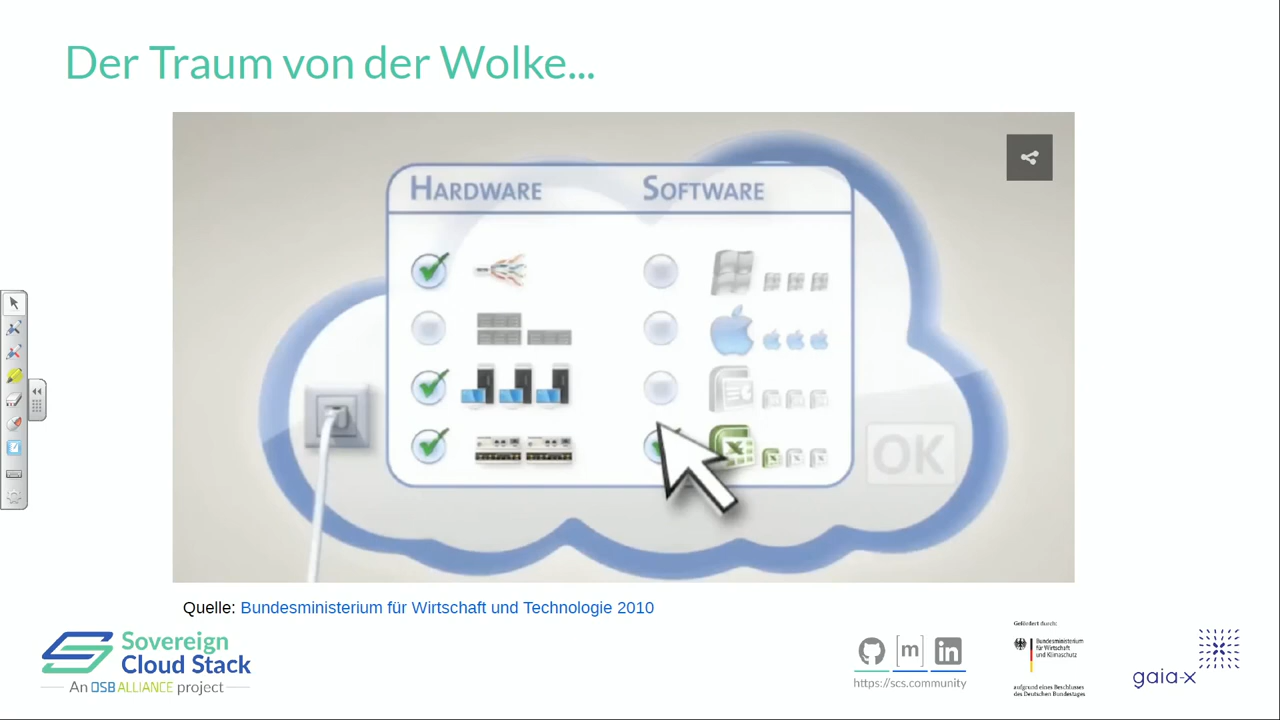 Der Traum von der Wolke...
HARDWARE
SOFTWARE
OK
Quelle: Bundesministerium für Wirtschaft und Technologie 2010
Sovereign
Cloud Stack
An OSB ALLIANCE project
[m]
in
https://scs.community
Gefördert durch:
Bundesministerium
für Wirtschaft
und Klimaschutz
aufgrund eines Beschlusses
des Deutschen Bundestages
gaia-x